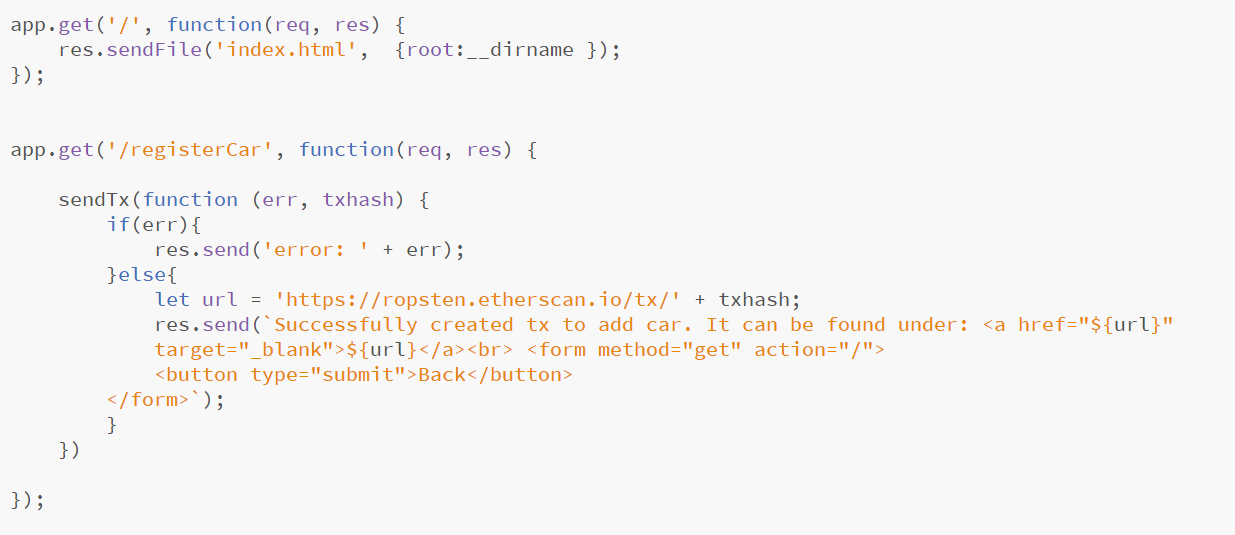 app.get('/', function(req, res) {
    res.sendFile('index.html',  {root:__dirname });
});
app.get('/registerCar', function(req, res) {
    sendTx(function (err, txhash) {
        if(err){
            res.send('error: ' + err);
        }else{
            let url = 'https://ropsten.etherscan.io/tx/' + txhash;
            res.send(`Successfully created tx to add car. It can be found under: <a href="${url}"
            target="_blank">${url}</a><br> <form method="get" action="/">
            <button type="submit">Back</button>
        </form>`);
        }
    })
});